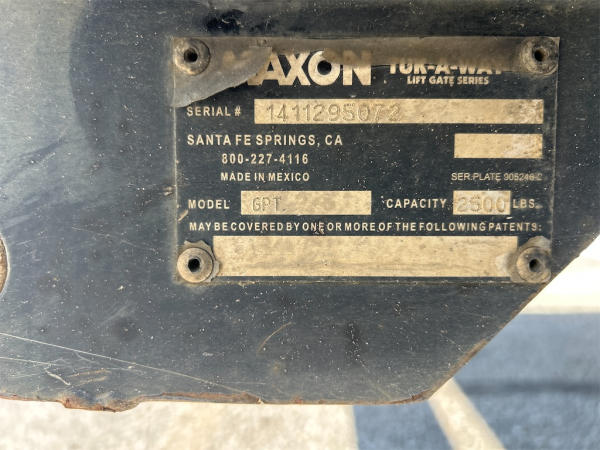 MAXON TUK-A-WAY
LIFT GATE SERIES
SERIAL # 1411295072
SANTA FE SPRINGS, CA
800-227-4116
MADE IN MEXICO SER. PLATE 905246-2
MODEL GPT. CAPACITY 2500 LBS.
MAY BE COVERED BY ONE OR MORE OF THE FOLLOWING PATENTS: